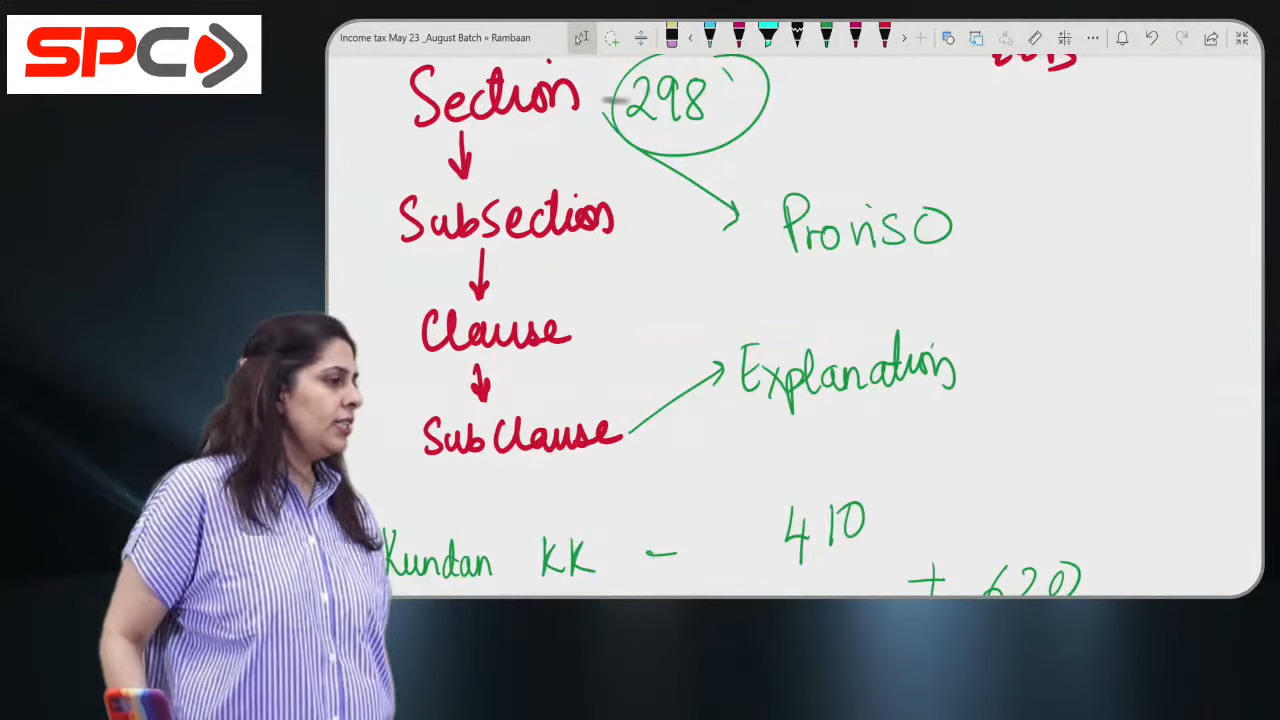 SPC
Income tax May 23 _August Batch » Rambaan
Section - 298
Subsection
Proviso
Clause
Explanation
Sub Clause
Kundan KK - 410
+ 620